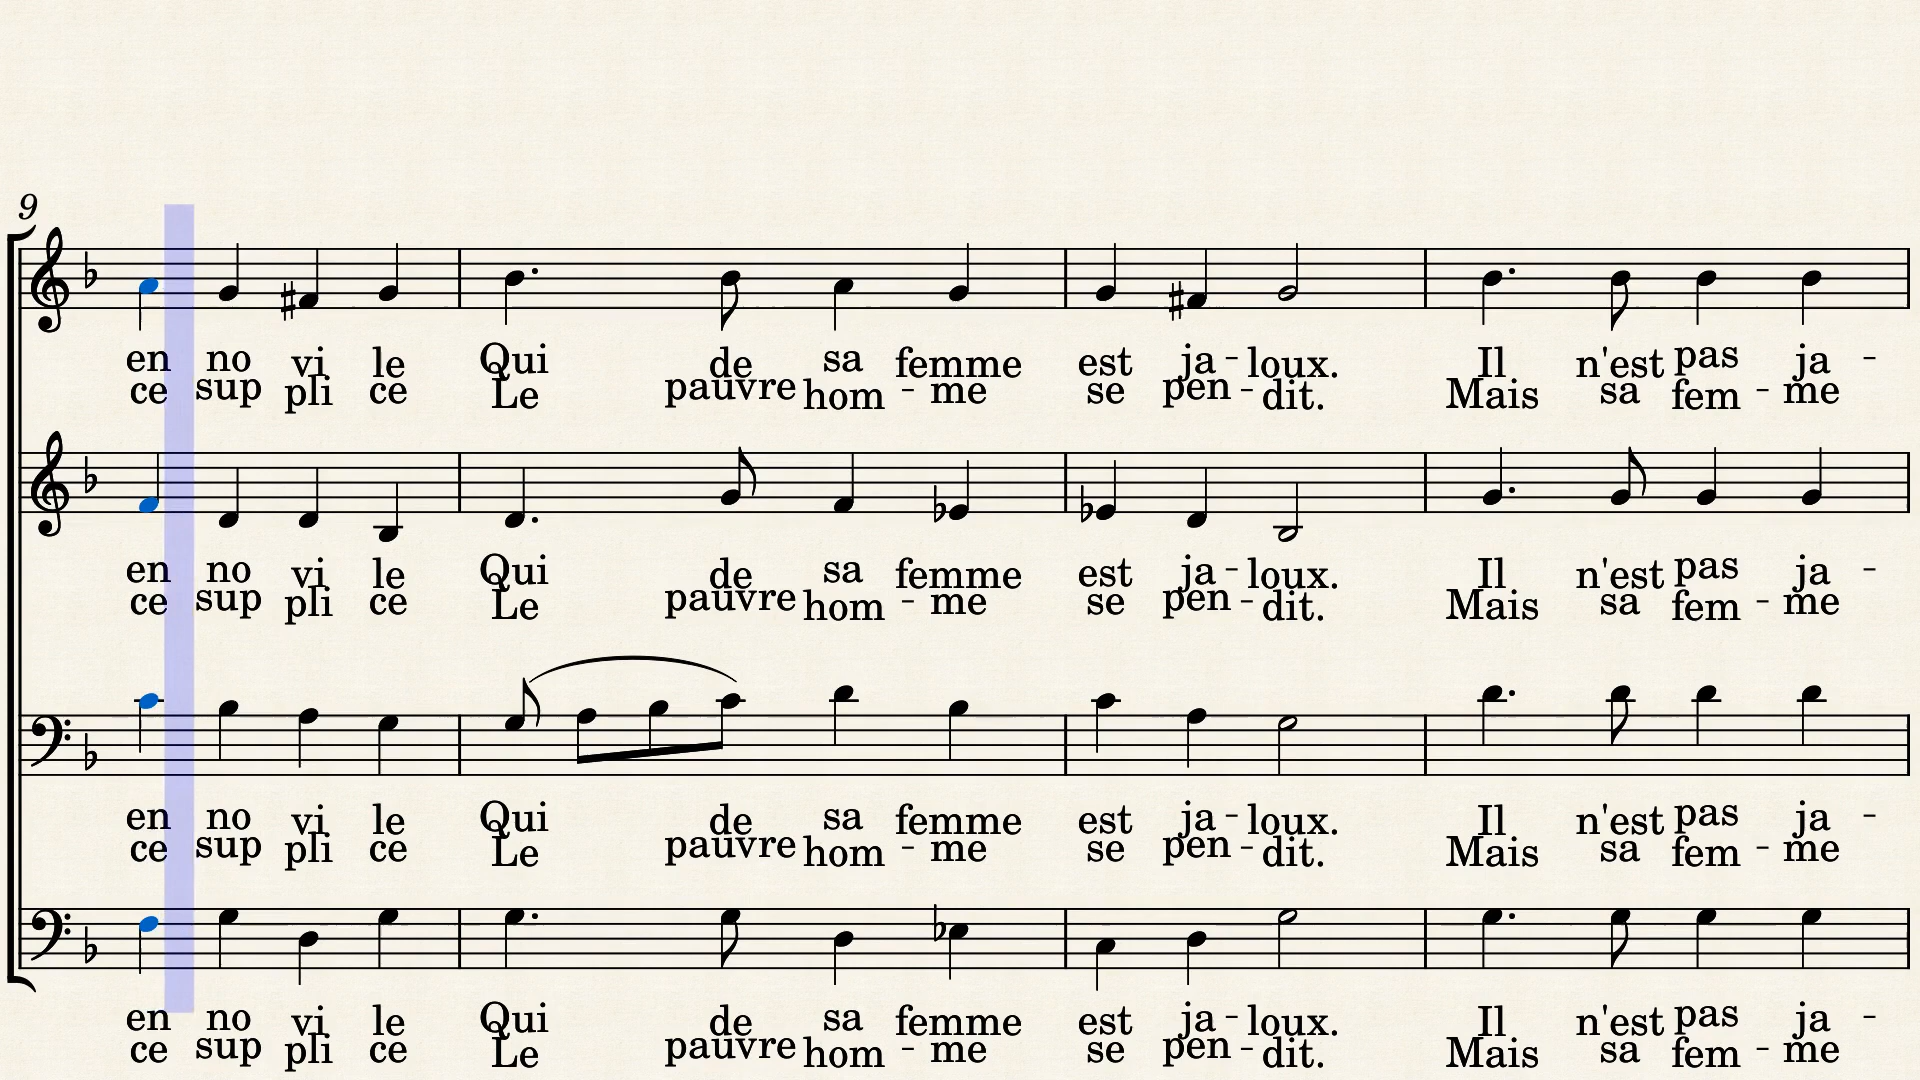 9
en no vi le Qui de sa femme est ja - loux. Il n'est pas ja -
ce sup pli ce Le pauvre hom - me se pen - dit. Mais sa fem - me
en no vi le Qui de sa femme est ja - loux. Il n'est pas ja -
ce sup pli ce Le pauvre hom - me se pen - dit. Mais sa fem - me
en no vi le Qui de sa femme est ja - loux. Il n'est pas ja -
ce sup pli ce Le pauvre hom - me se pen - dit. Mais sa fem - me
en no vi le Qui de sa femme est ja - loux. Il n'est pas ja -
ce sup pli ce Le pauvre hom - me se pen - dit. Mais sa fem - me